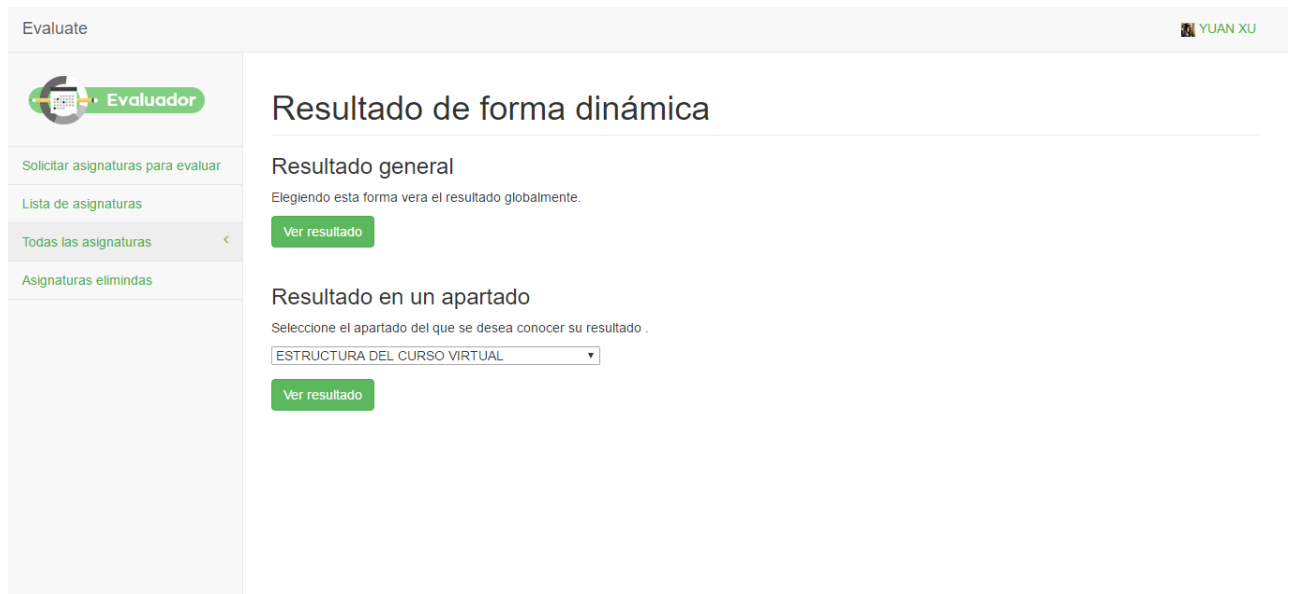 Evaluate
YUAN XU
Evaluador
Solicitar asignaturas para evaluar
Lista de asignaturas
Todas las asignaturas
Asignaturas elimindas
Resultado de forma dinámica
Resultado general
Elegiendo esta forma vera el resultado globalmente.
Ver resultado
Resultado en un apartado
Seleccione el apartado del que se desea conocer su resultado .
ESTRUCTURA DEL CURSO VIRTUAL
Ver resultado